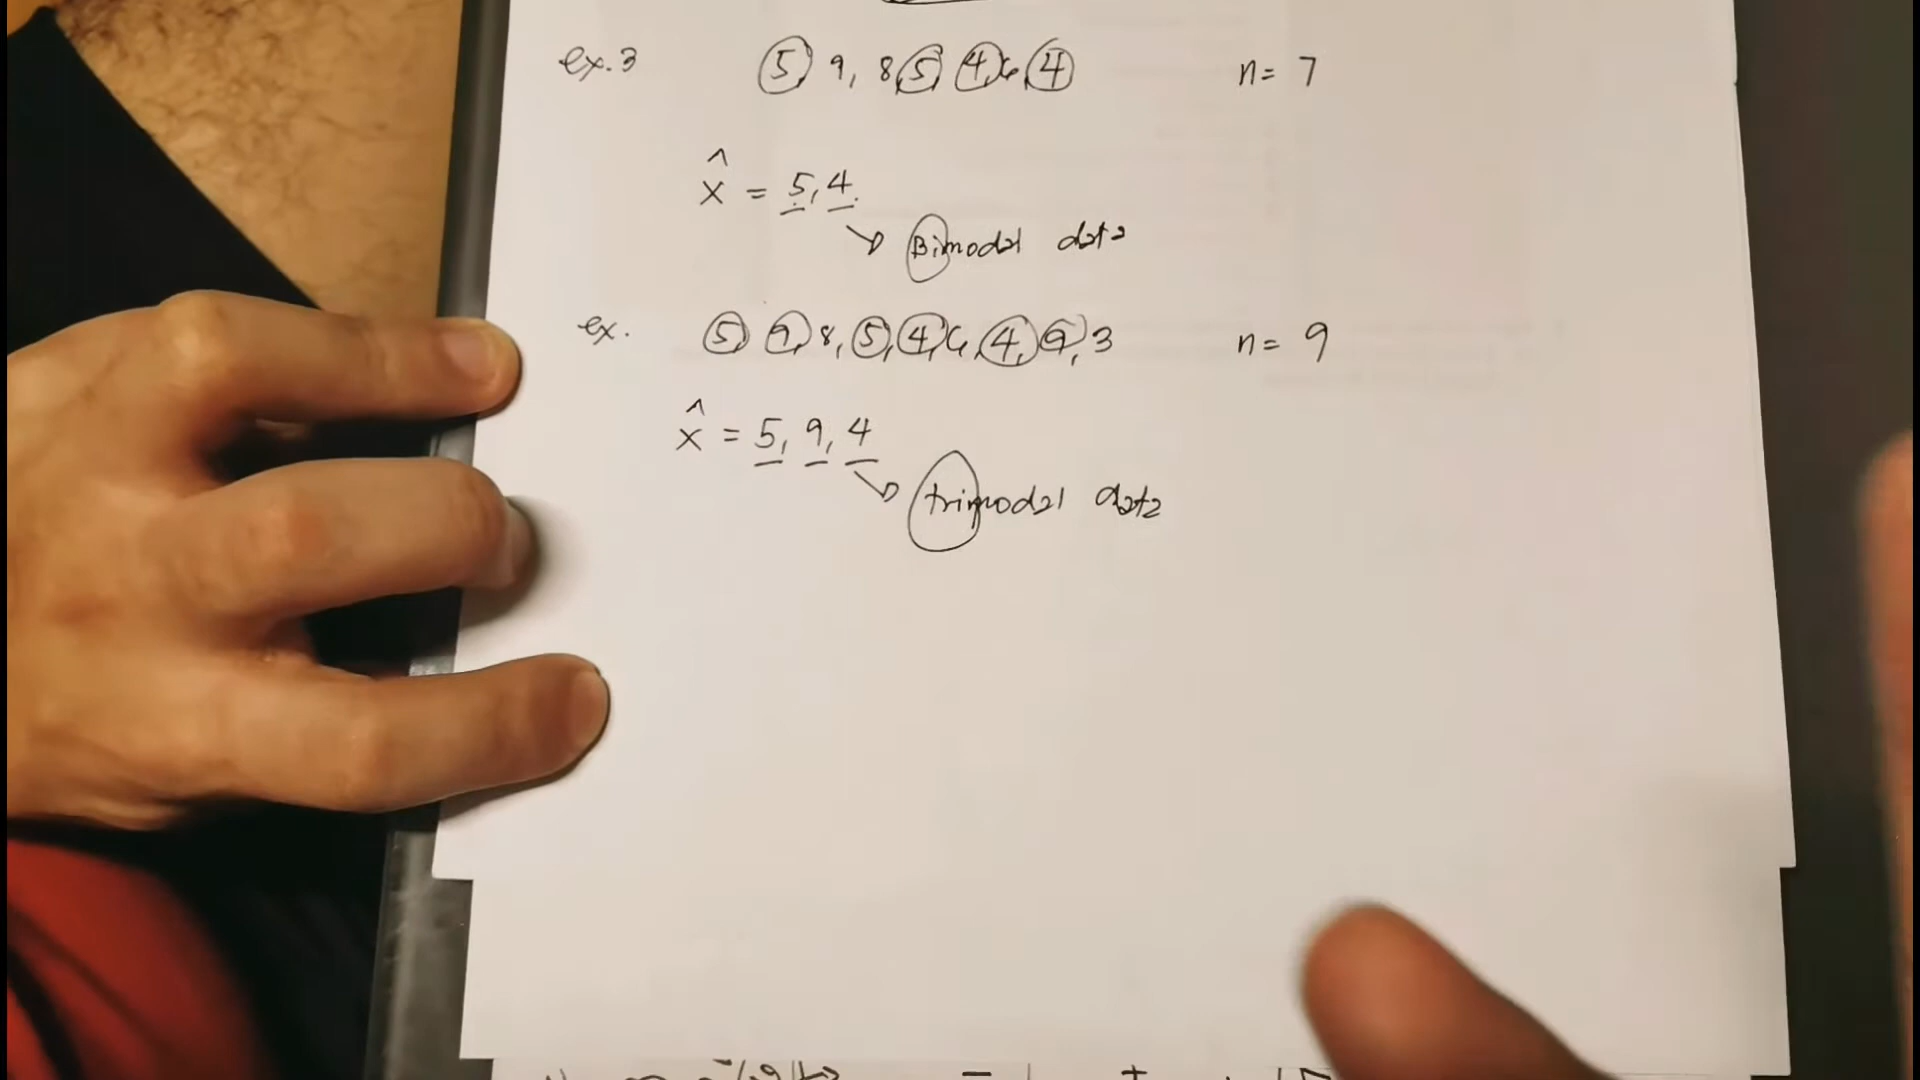 ex.3 5, 9, 8, 5, 4, 6, 4 n = 7
x̂ = 5, 4
Bimodal data
ex. 5, 9, 8, 5, 4, 6, 4, 9, 3 n = 9
x̂ = 5, 9, 4
trimodal data